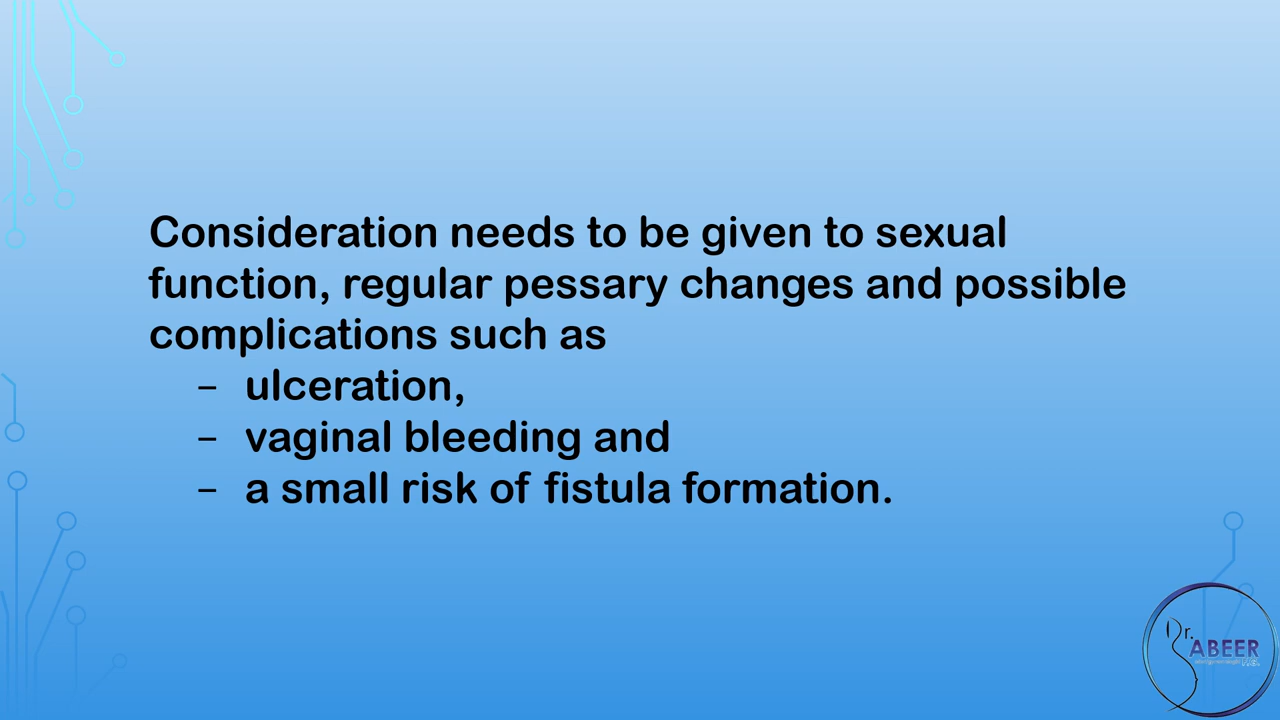 Consideration needs to be given to sexual
function, regular pessary changes and possible
complications such as
– ulceration,
– vaginal bleeding and
– a small risk of fistula formation.
Dr.
ABEER